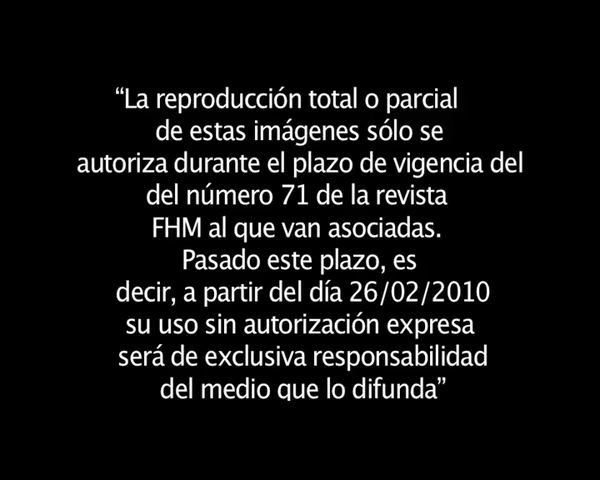 “La reproducción total o parcial
de estas imágenes sólo se
autoriza durante el plazo de vigencia del
del número 71 de la revista
FHM al que van asociadas.
Pasado este plazo, es
decir, a partir del día 26/02/2010
su uso sin autorización expresa
será de exclusiva responsabilidad
del medio que lo difunda”